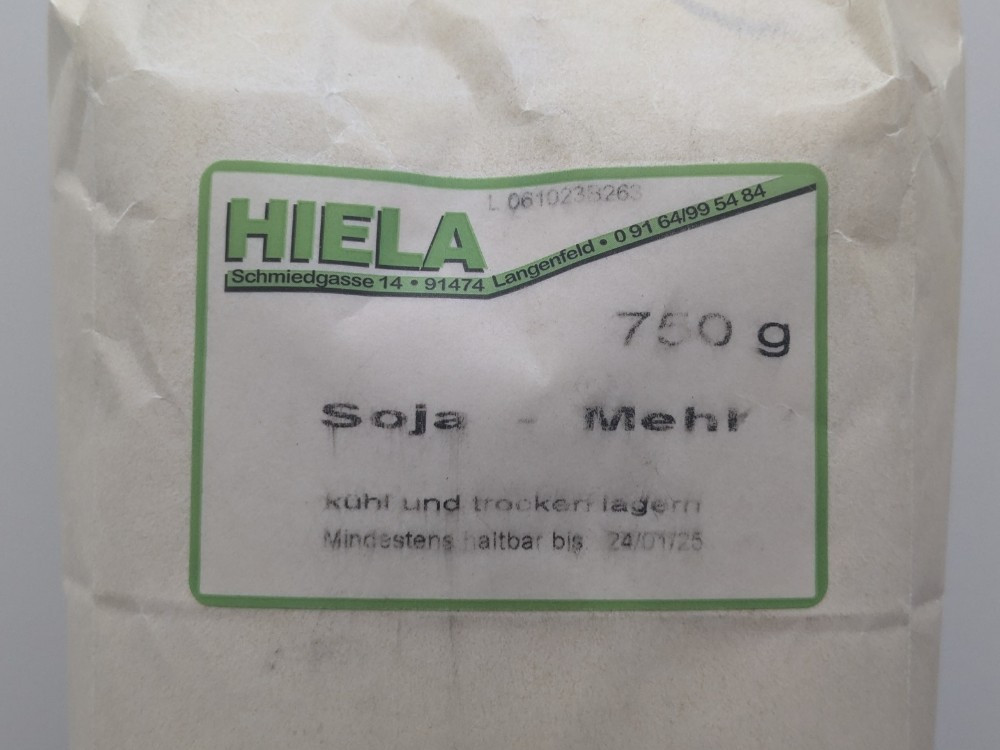 L 061023B263
HIELA
Schmiedgasse 14 • 91474 Langenfeld • 0 91 64/99 54 84
750 g
Soja - Mehl
kühl und trocken lagern
Mindestens haltbar bis 24/01/25